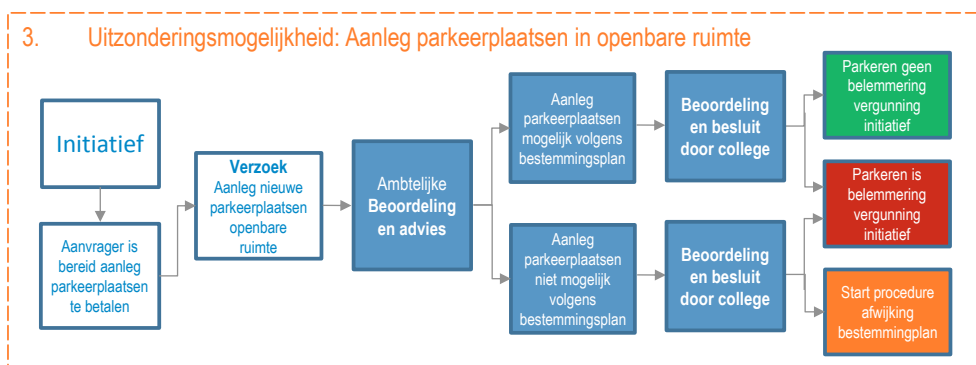 3. Uitzonderingsmogelijkheid: Aanleg parkeerplaatsen in openbare ruimte
Initiatief
Aanvrager is
bereid aanleg
parkeerplaatsen
te betalen
Verzoek
Aanleg nieuwe
parkeerplaatsen
openbare
ruimte
Ambtelijke
Beoordeling
en advies
Aanleg
parkeerplaatsen
mogelijk volgens
bestemmingsplan
Beoordeling
en besluit
door college
Parkeren geen
belemmering
vergunning
initiatief
Parkeren is
belemmering
vergunning
initiatief
Aanleg
parkeerplaatsen
niet mogelijk
volgens
bestemmingsplan
Beoordeling
en besluit
door college
Start procedure
afwijking
bestemmingplan